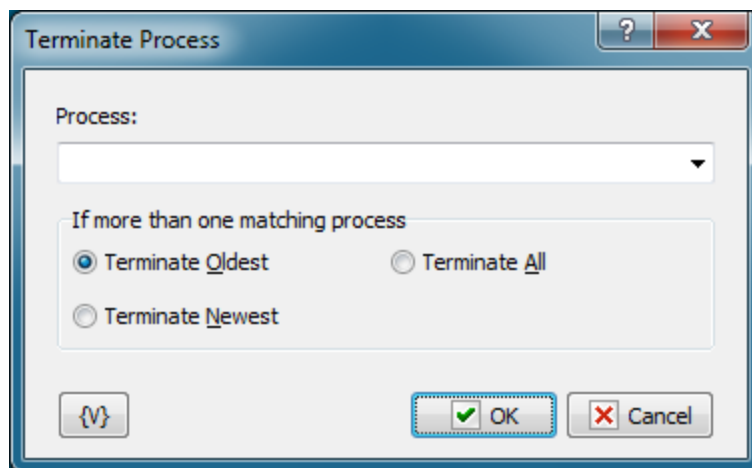 Terminate Process
?
Process:
If more than one matching process
Terminate Oldest Terminate All
Terminate Newest
{V} OK Cancel